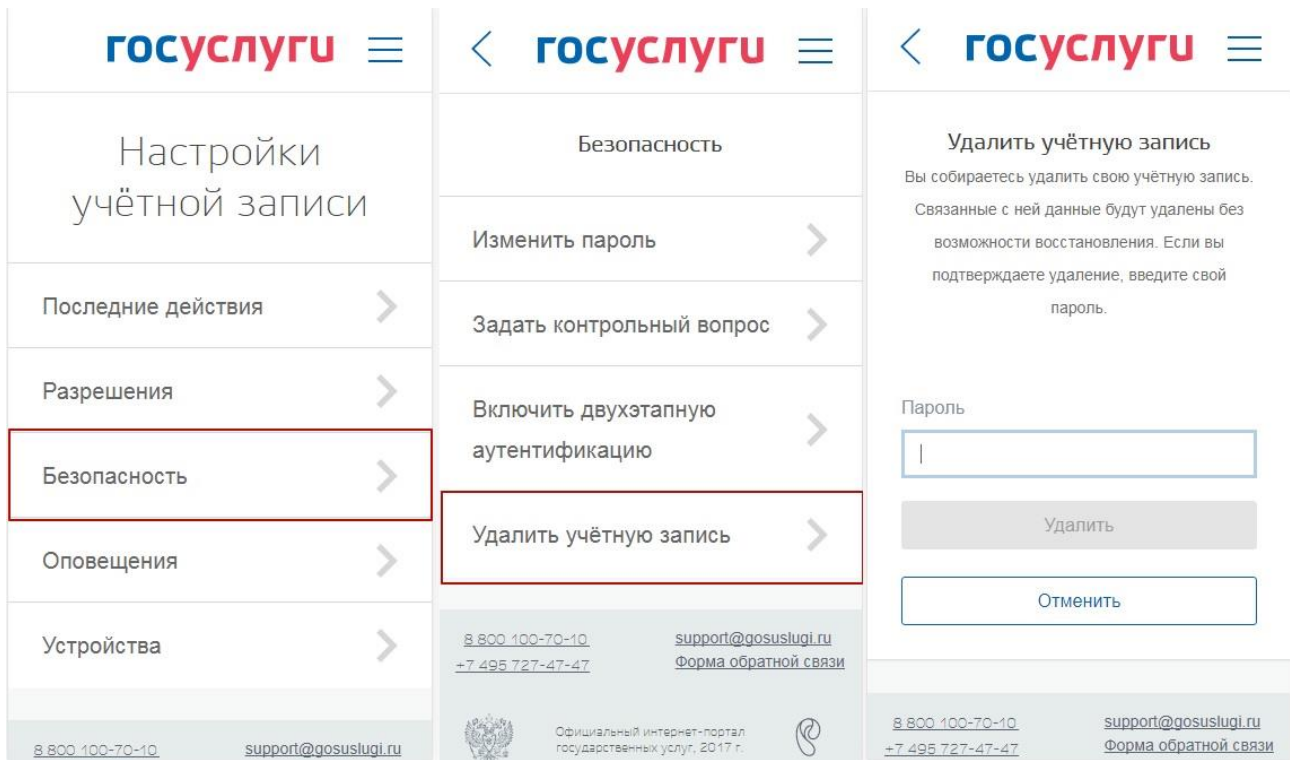 госуслуги
Настройки
учётной записи
Последние действия
Разрешения
Безопасность
Оповещения
Устройства
8 800 100-70-10
support@gosuslugi.ru
госуслуги
Безопасность
Изменить пароль
Задать контрольный вопрос
Включить двухэтапную
аутентификацию
Удалить учётную запись
8 800 100-70-10
support@gosuslugi.ru
+7 495 727-47-47
Форма обратной связи
Официальный интернет-портал
государственных услуг, 2017 г.
госуслуги
Удалить учётную запись
Вы собираетесь удалить свою учётную запись.
Связанные с ней данные будут удалены без
возможности восстановления. Если вы
подтверждаете удаление, введите свой
пароль.
Пароль
Удалить
Отменить
8 800 100-70-10
support@gosuslugi.ru
+7 495 727-47-47
Форма обратной связи